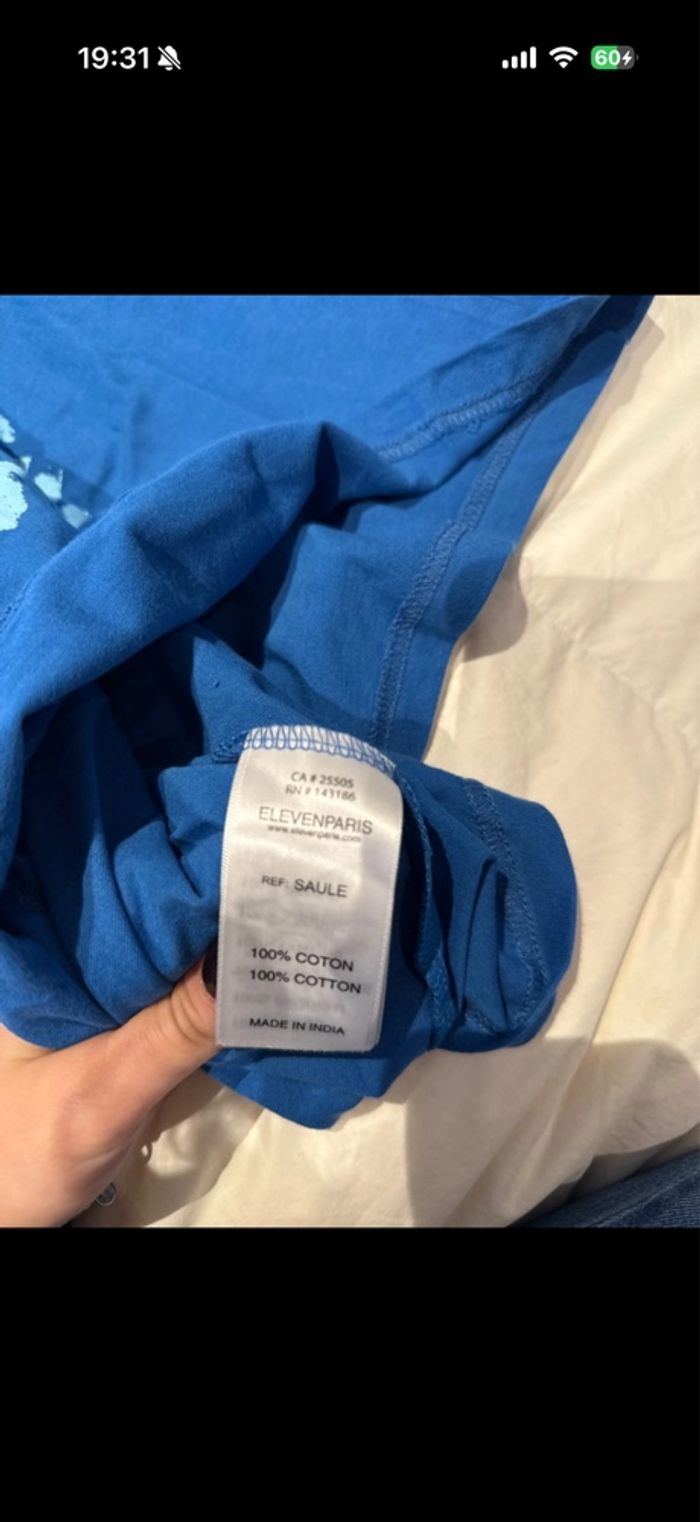 19:31
60
CA # 25505
RN # 143186
ELEVENPARIS
www.elevenparis.com
REF: SAULE
100% COTON
100% COTTON
MADE IN INDIA